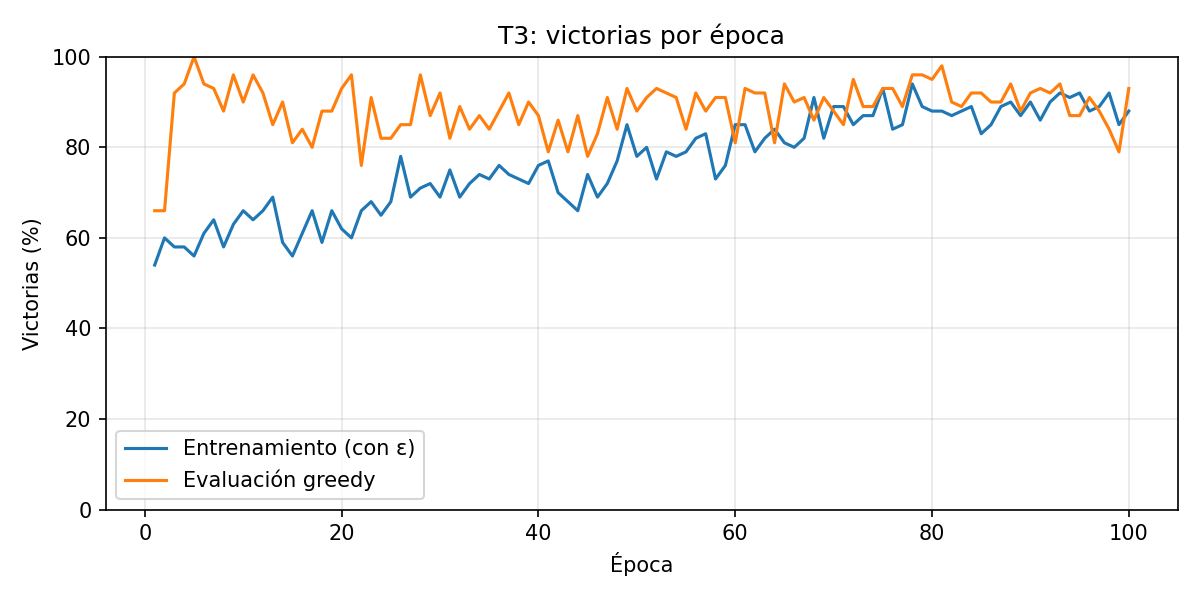 T3: victorias por época
Victorias (%)
100
80
60
40
20
0
Entrenamiento (con ε)
Evaluación greedy
0 20 40 60 80 100
Época